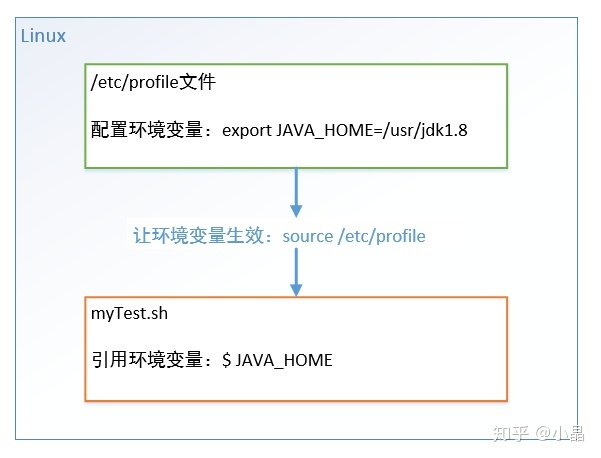 Linux
/etc/profile文件
配置环境变量：export JAVA_HOME=/usr/jdk1.8
让环境变量生效：source /etc/profile
myTest.sh
引用环境变量：$ JAVA_HOME
知乎 @小晶